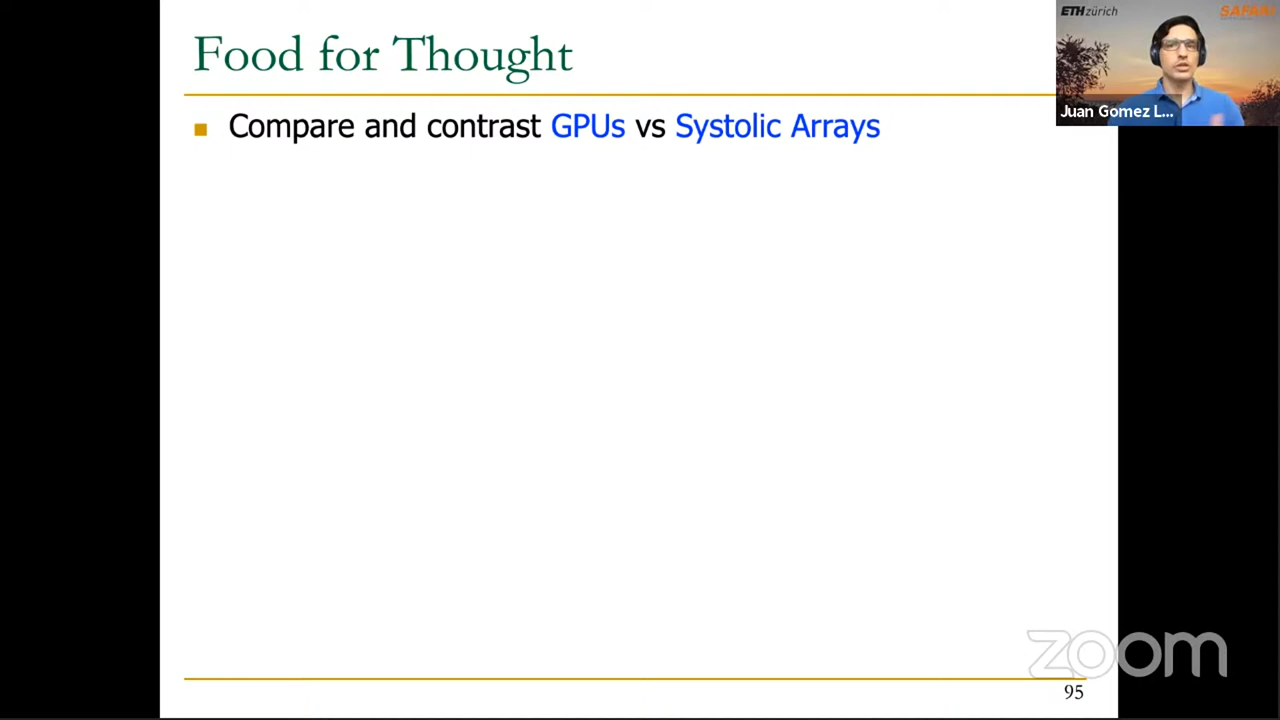 Food for Thought
ETH zürich
SAFARI
Juan Gomez L...
Compare and contrast GPUs vs Systolic Arrays
zoom
95